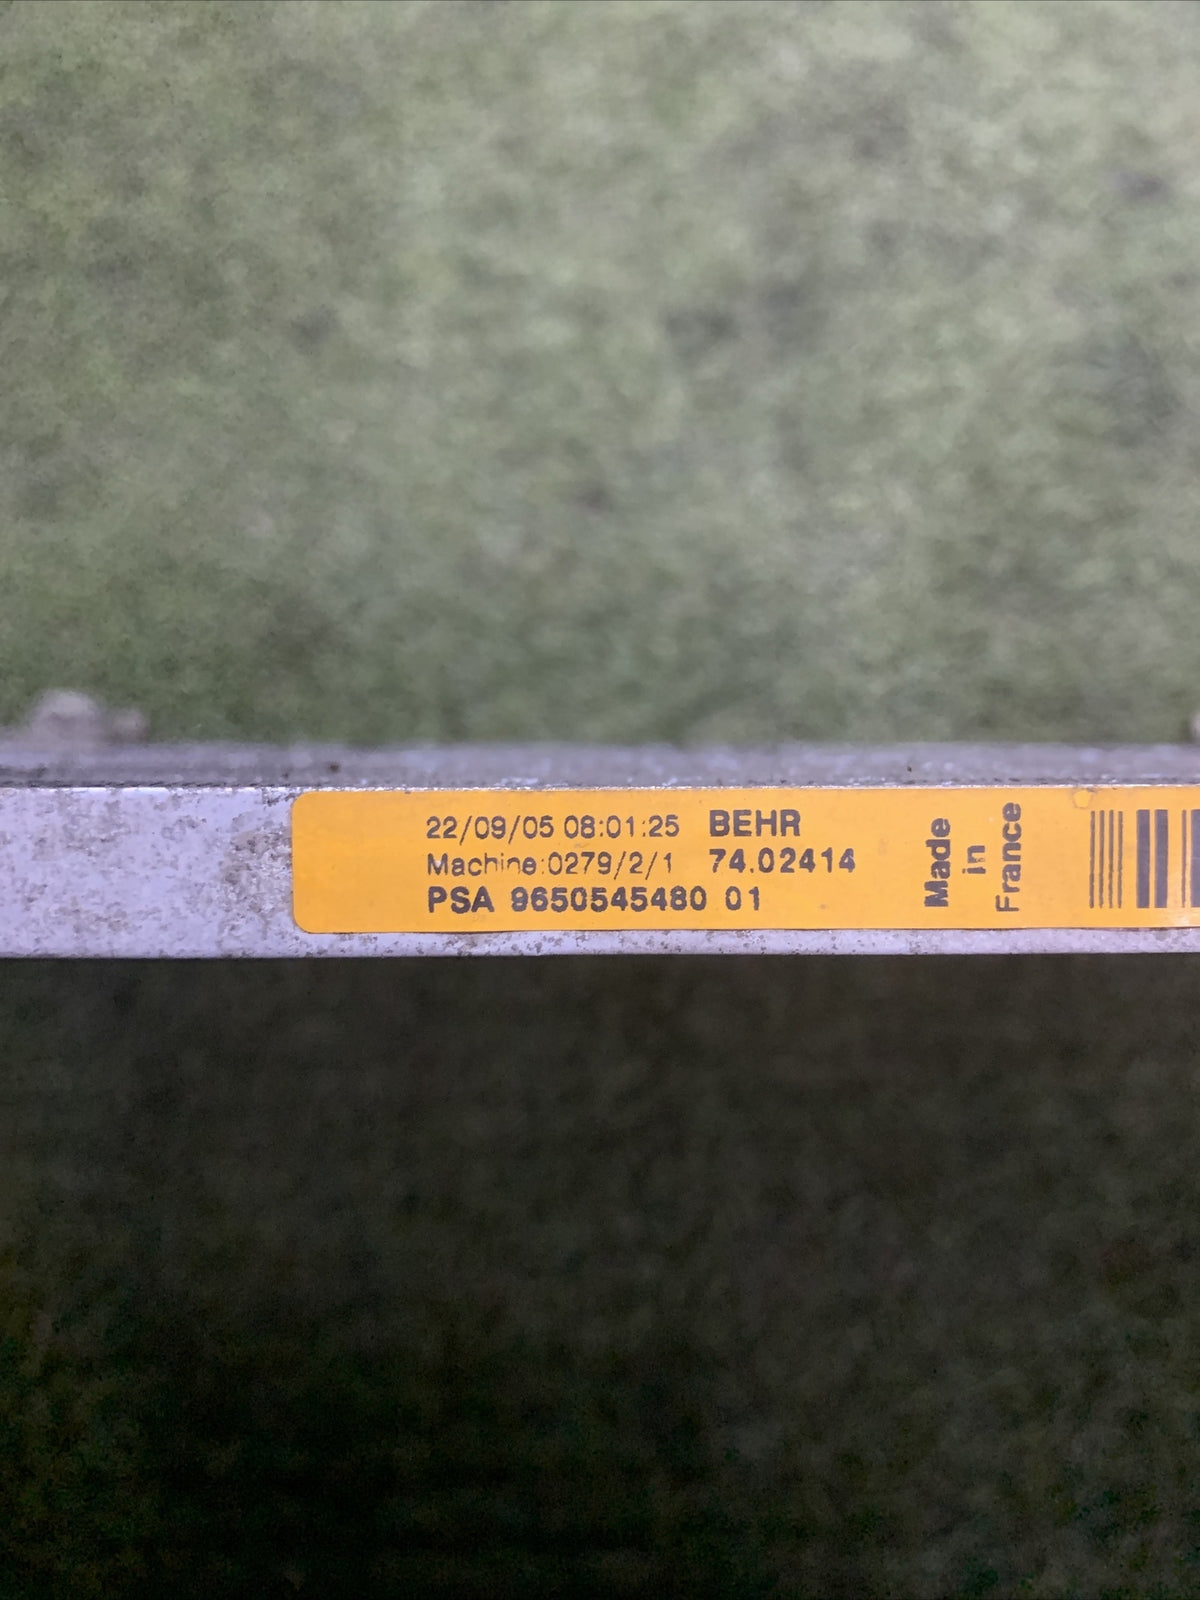 22/09/05 08:01:25 BEHR
Machine:0279/2/1 74.02414
PSA 9650545480 01
Made
in
France